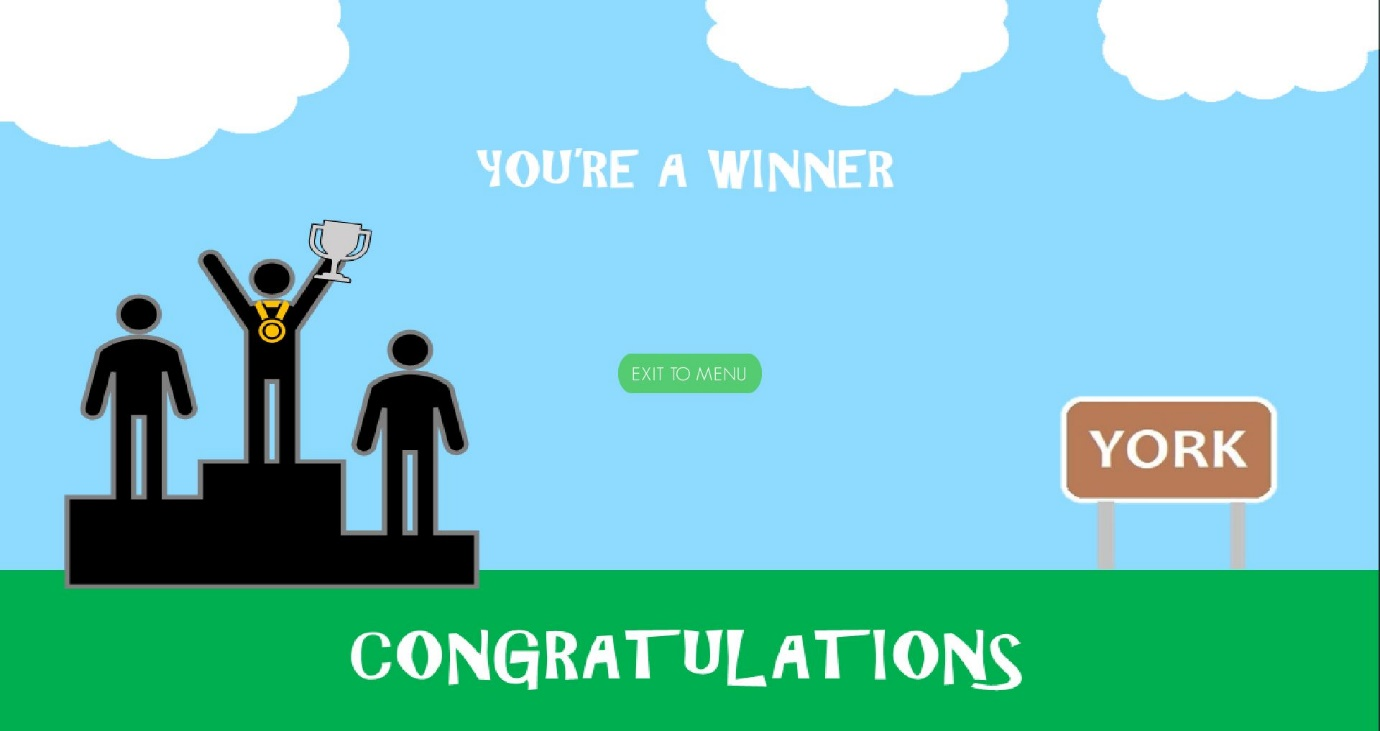 YOU'RE A WINNER
EXIT TO MENU
YORK
CONGRATULATIONS